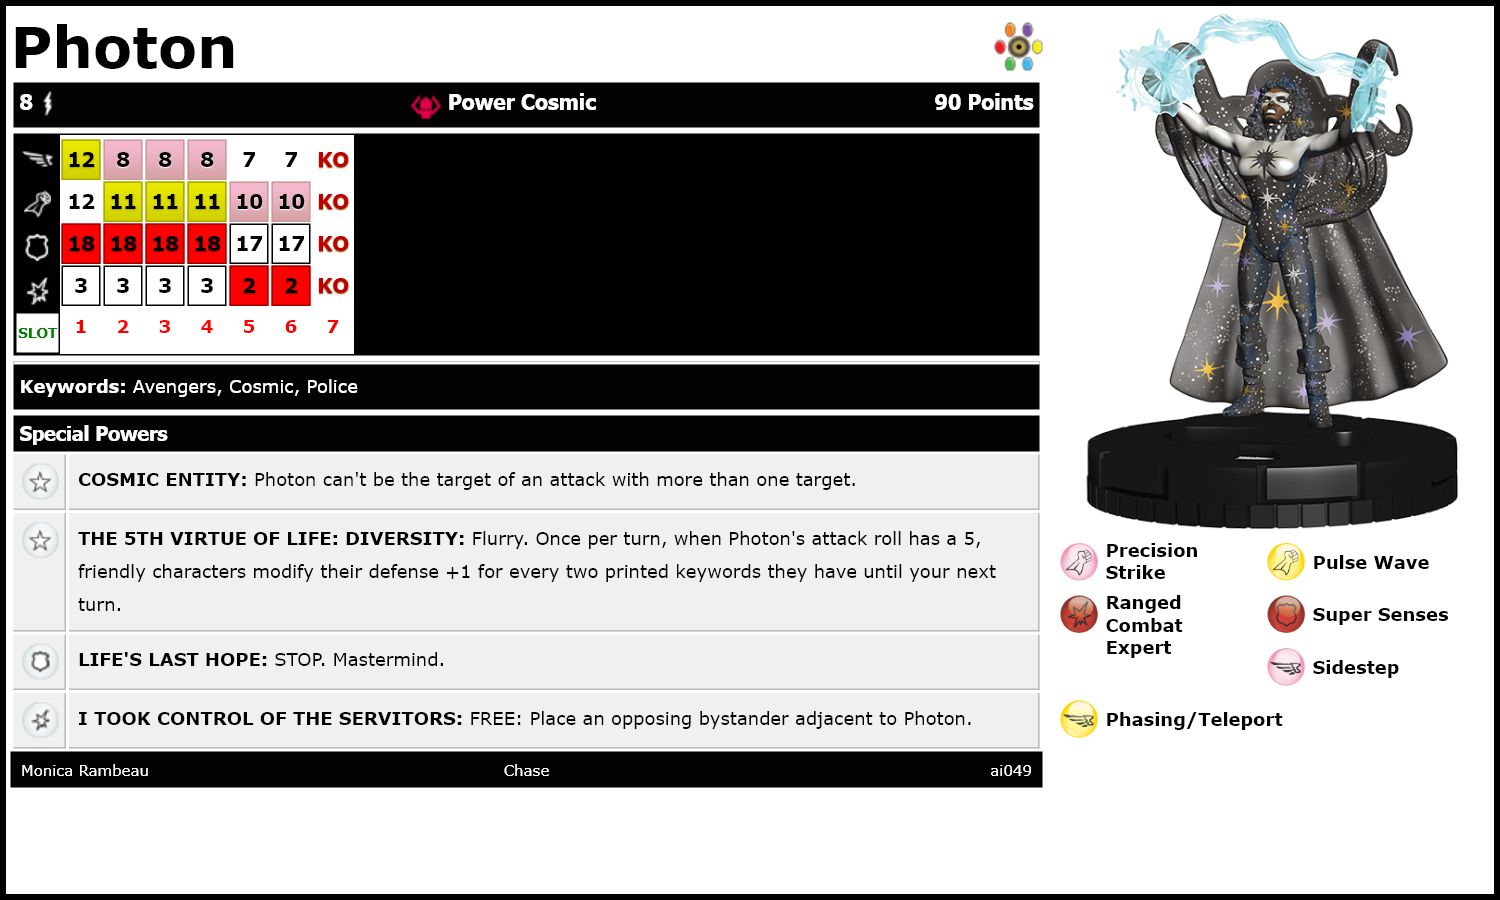 Photon
8 Power Cosmic 90 Points
12 8 8 8 7 7 KO
12 11 11 11 10 10 KO
18 18 18 18 17 17 KO
3 3 3 3 2 2 KO
SLOT 1 2 3 4 5 6 7
Keywords: Avengers, Cosmic, Police
Special Powers
COSMIC ENTITY: Photon can't be the target of an attack with more than one target.
THE 5TH VIRTUE OF LIFE: DIVERSITY: Flurry. Once per turn, when Photon's attack roll has a 5,
friendly characters modify their defense +1 for every two printed keywords they have until your next
turn.
LIFE'S LAST HOPE: STOP. Mastermind.
I TOOK CONTROL OF THE SERVITORS: FREE: Place an opposing bystander adjacent to Photon.
Monica Rambeau Chase ai049
Precision
Strike
Pulse Wave
Ranged
Combat
Expert
Super Senses
Sidestep
Phasing/Teleport